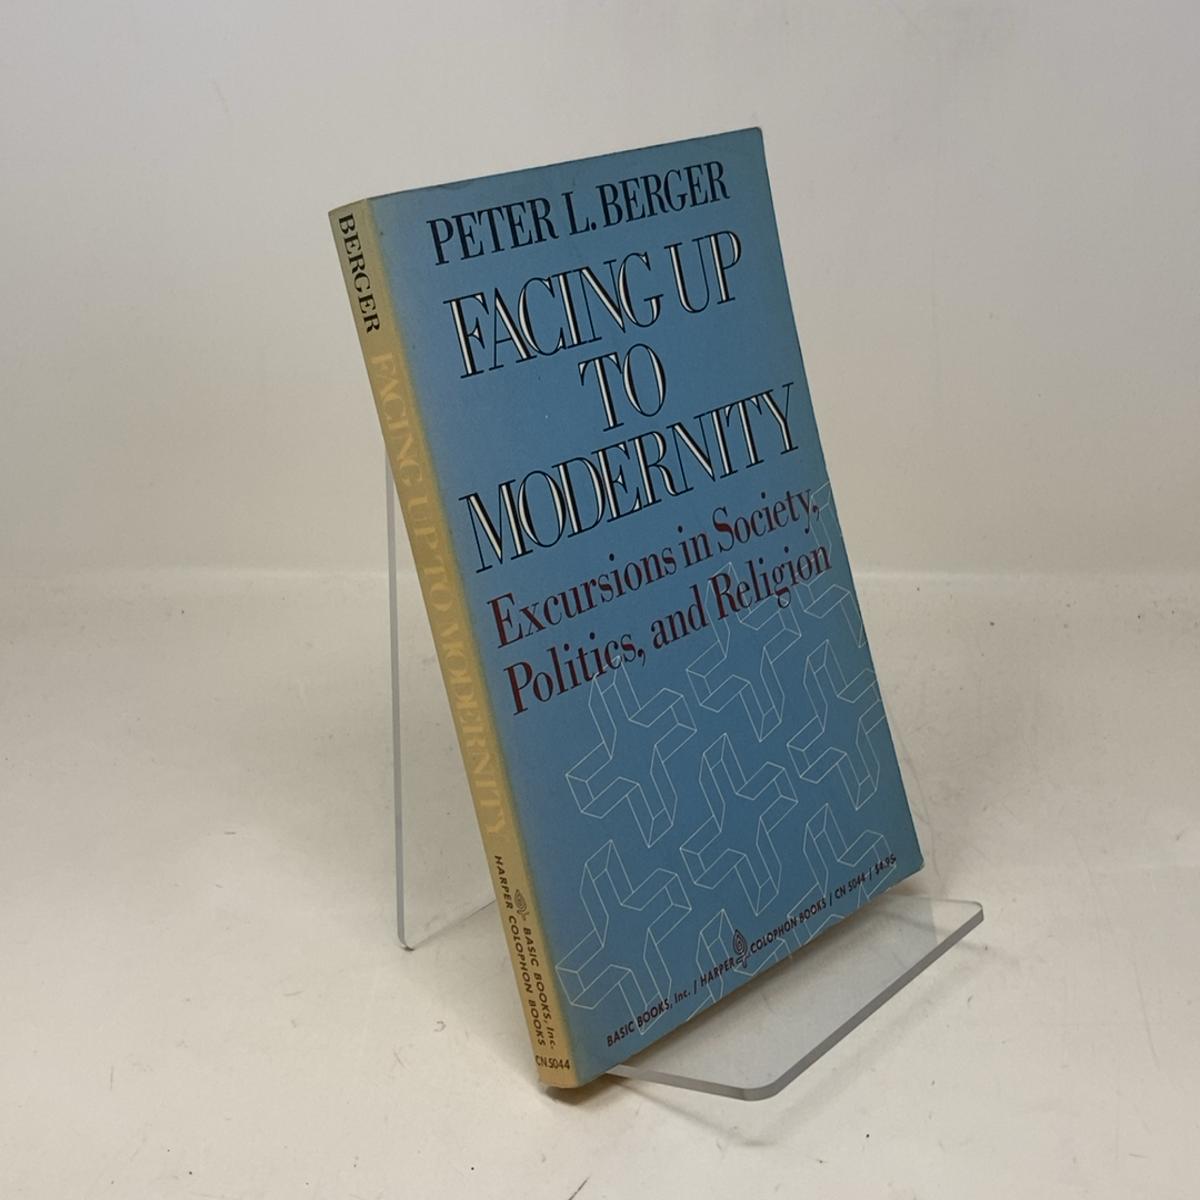 PETER L. BERGER
FACING UP
TO
MODERNITY
Excursions in Society,
Politics, and Religion
BASIC BOOKS, Inc. / HARPER COLOPHON BOOKS / CN 5044 / $4.95
BERGER FACING UP TO MODERNITY
BASIC BOOKS, Inc.
HARPER COLOPHON BOOKS
CN 5044